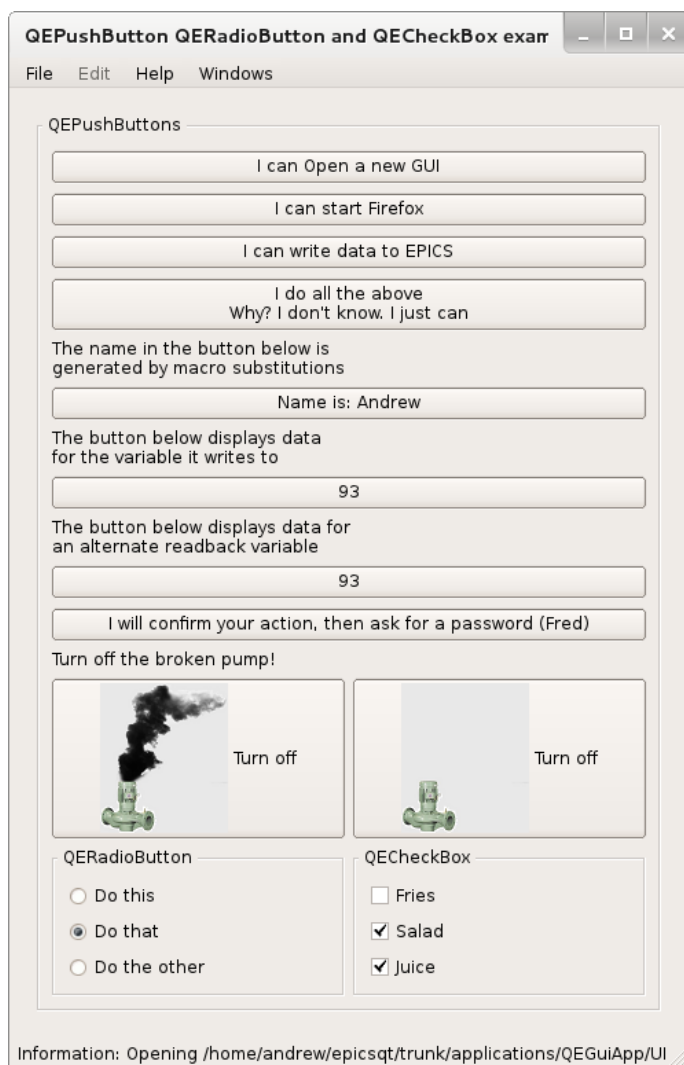 QEPushButton QERadioButton and QECheckBox exam
File Edit Help Windows
QEPushButtons
I can Open a new GUI
I can start Firefox
I can write data to EPICS
I do all the above
Why? I don't know. I just can
The name in the button below is
generated by macro substitutions
Name is: Andrew
The button below displays data
for the variable it writes to
93
The button below displays data for
an alternate readback variable
93
I will confirm your action, then ask for a password (Fred)
Turn off the broken pump!
Turn off
Turn off
QERadioButton
Do this
Do that
Do the other
QECheckBox
Fries
Salad
Juice
Information: Opening /home/andrew/epicsqt/trunk/applications/QEGuiApp/UI